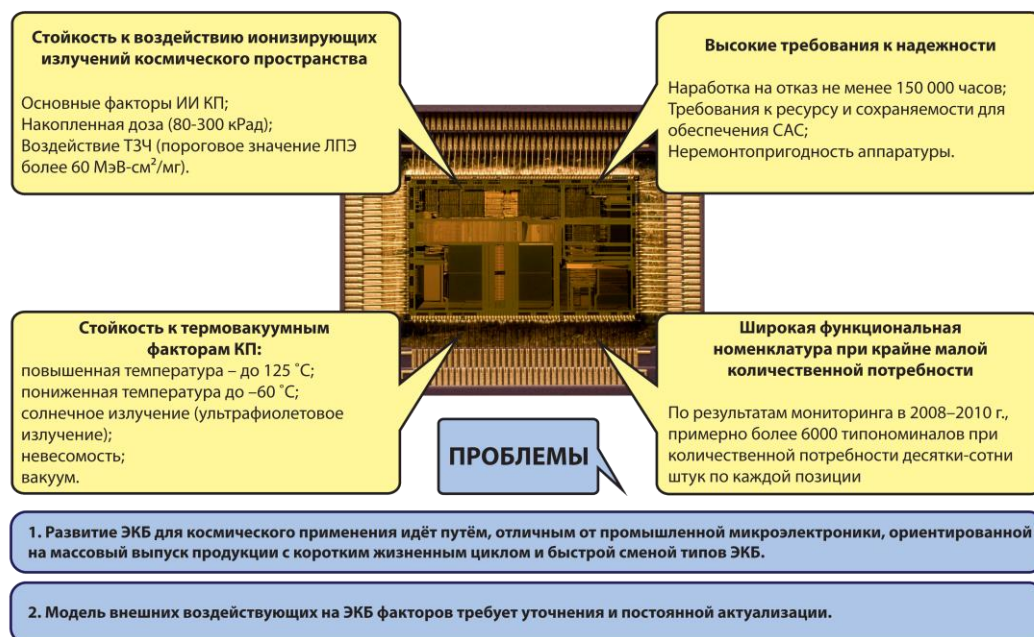 Стойкость к воздействию ионизирующих
излучений космического пространства
Основные факторы ИИ КП;
Накопленная доза (80-300 кРад);
Воздействие ТЗЧ (пороговое значение ЛПЭ
более 60 МэВ-см²/мг).
Высокие требования к надежности
Наработка на отказ не менее 150 000 часов;
Требования к ресурсу и сохраняемости для
обеспечения САС;
Неремонтопригодность аппаратуры.
Стойкость к термовакуумным
факторам КП:
повышенная температура – до 125 ˚С;
пониженная температура до –60 ˚С;
солнечное излучение (ультрафиолетовое
излучение);
невесомость;
вакуум.
Широкая функциональная
номенклатура при крайне малой
количественной потребности
По результатам мониторинга в 2008–2010 г.,
примерно более 6000 типономиналов при
количественной потребности десятки-сотни
штук по каждой позиции
ПРОБЛЕМЫ
1. Развитие ЭКБ для космического применения идёт путём, отличным от промышленной микроэлектроники, ориентированной
на массовый выпуск продукции с коротким жизненным циклом и быстрой сменой типов ЭКБ.
2. Модель внешних воздействующих на ЭКБ факторов требует уточнения и постоянной актуализации.